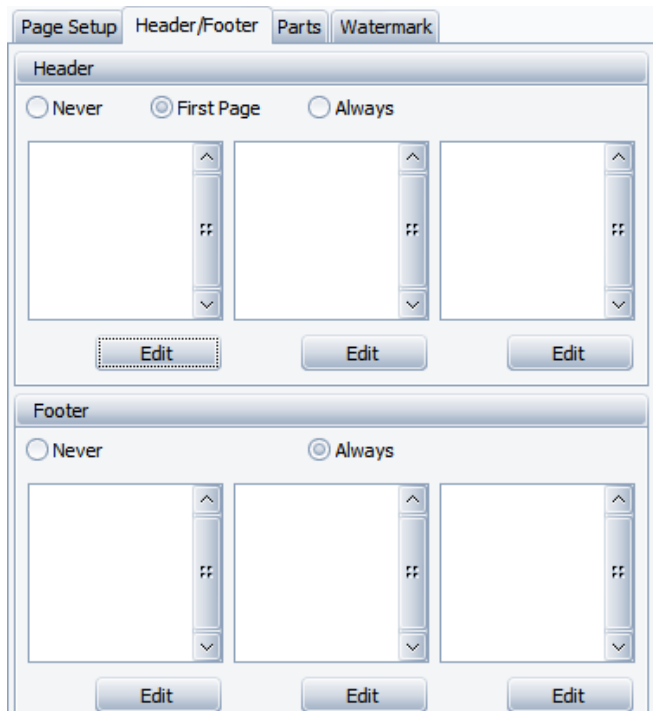 Page Setup Header/Footer Parts Watermark
Header
Never First Page Always
Edit Edit Edit
Footer
Never Always
Edit Edit Edit